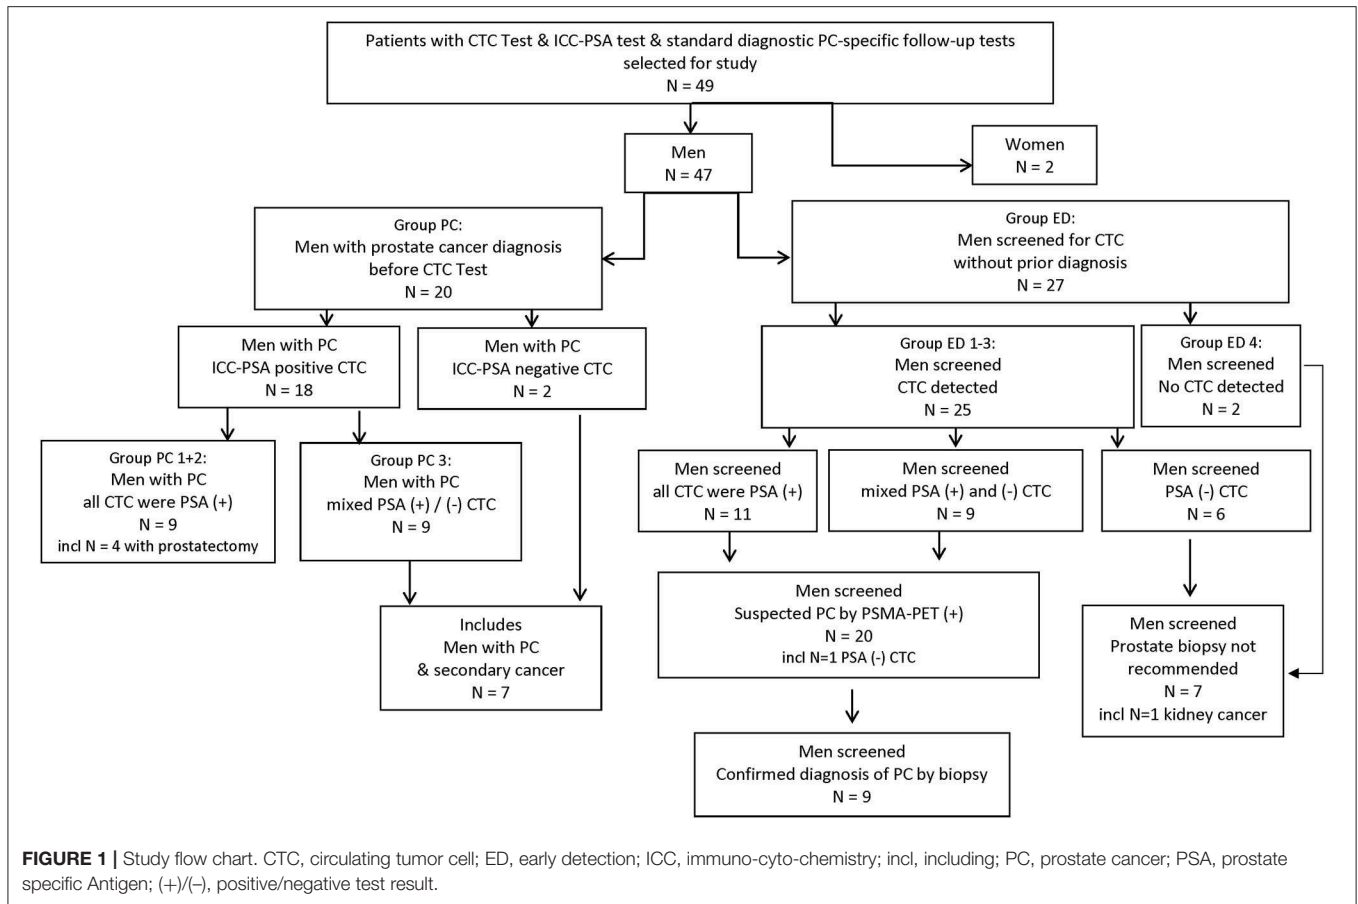 Patients with CTC Test & ICC-PSA test & standard diagnostic PC-specific follow-up tests
selected for study
N = 49
Men
N = 47
Women
N = 2
Group PC:
Men with prostate cancer diagnosis
before CTC Test
N = 20
Group ED:
Men screened for CTC
without prior diagnosis
N = 27
Men with PC
ICC-PSA positive CTC
N = 18
Men with PC
ICC-PSA negative CTC
N = 2
Group ED 1-3:
Men screened
CTC detected
N = 25
Group ED 4:
Men screened
No CTC detected
N = 2
Group PC 1+2:
Men with PC
all CTC were PSA (+)
N = 9
incl N = 4 with prostatectomy
Group PC 3:
Men with PC
mixed PSA (+) / (-) CTC
N = 9
Men screened
all CTC were PSA (+)
N = 11
Men screened
mixed PSA (+) and (-) CTC
N = 9
Men screened
PSA (-) CTC
N = 6
Includes
Men with PC
& secondary cancer
N = 7
Men screened
Suspected PC by PSMA-PET (+)
N = 20
incl N=1 PSA (-) CTC
Men screened
Prostate biopsy not
recommended
N = 7
incl N=1 kidney cancer
Men screened
Confirmed diagnosis of PC by biopsy
N = 9
FIGURE 1 | Study flow chart. CTC, circulating tumor cell; ED, early detection; ICC, immuno-cyto-chemistry; incl, including; PC, prostate cancer; PSA, prostate
specific Antigen; (+)/(–), positive/negative test result.